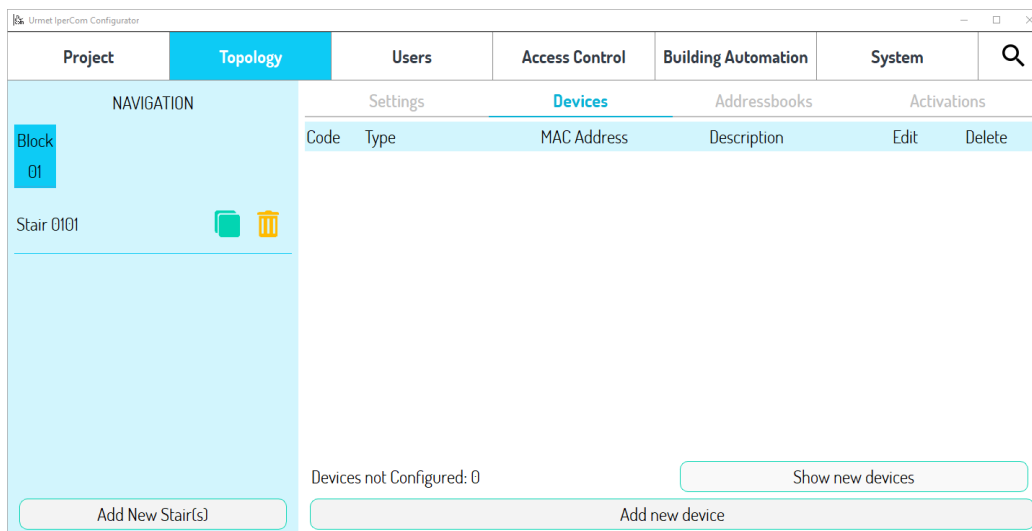 Urmet IperCom Configurator
Project Topology Users Access Control Building Automation System
NAVIGATION
Block
01
Stair 0101
Add New Stair(s)
Settings Devices Addressbooks Activations
Code Type MAC Address Description Edit Delete
Devices not Configured: 0
Show new devices
Add new device